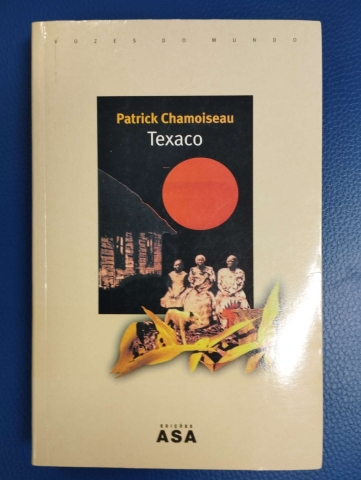 VOZES DO MUNDO
Patrick Chamoiseau
Texaco
EDIÇÕES
ASA